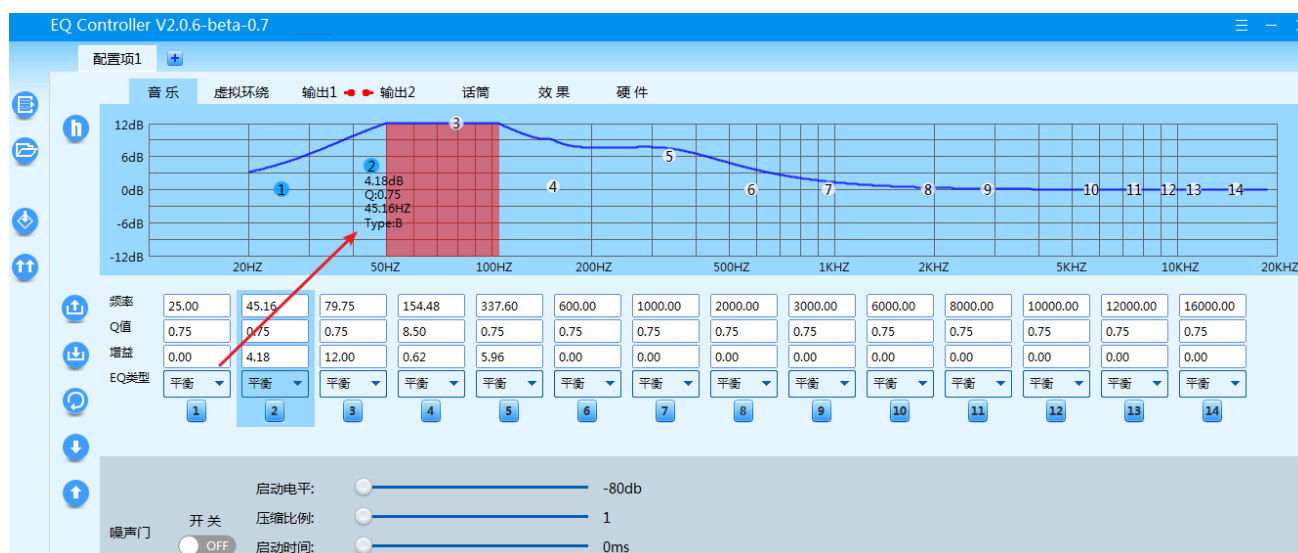 EQ Controller V2.0.6-beta-0.7
配置项1
音乐 虚拟环绕 输出1 输出2 话筒 效果 硬件
h
12dB
6dB
0dB
-6dB
-12dB
3
5
2
4.18dB
Q:0.75
45.16HZ
Type:B
1 4 6 7 8 9 10 11 12 13 14
20HZ 50HZ 100HZ 200HZ 500HZ 1KHZ 2KHZ 5KHZ 10KHZ 20KHZ
频率 25.00 45.16 79.75 154.48 337.60 600.00 1000.00 2000.00 3000.00 6000.00 8000.00 10000.00 12000.00 16000.00
Q值 0.75 0.75 0.75 8.50 0.75 0.75 0.75 0.75 0.75 0.75 0.75 0.75 0.75 0.75
增益 0.00 4.18 12.00 0.62 5.96 0.00 0.00 0.00 0.00 0.00 0.00 0.00 0.00 0.00
EQ类型 平衡 平衡 平衡 平衡 平衡 平衡 平衡 平衡 平衡 平衡 平衡 平衡 平衡 平衡
1 2 3 4 5 6 7 8 9 10 11 12 13 14
启动电平: -80db
开关 压缩比例: 1
噪声门 OFF 启动时间: 0ms